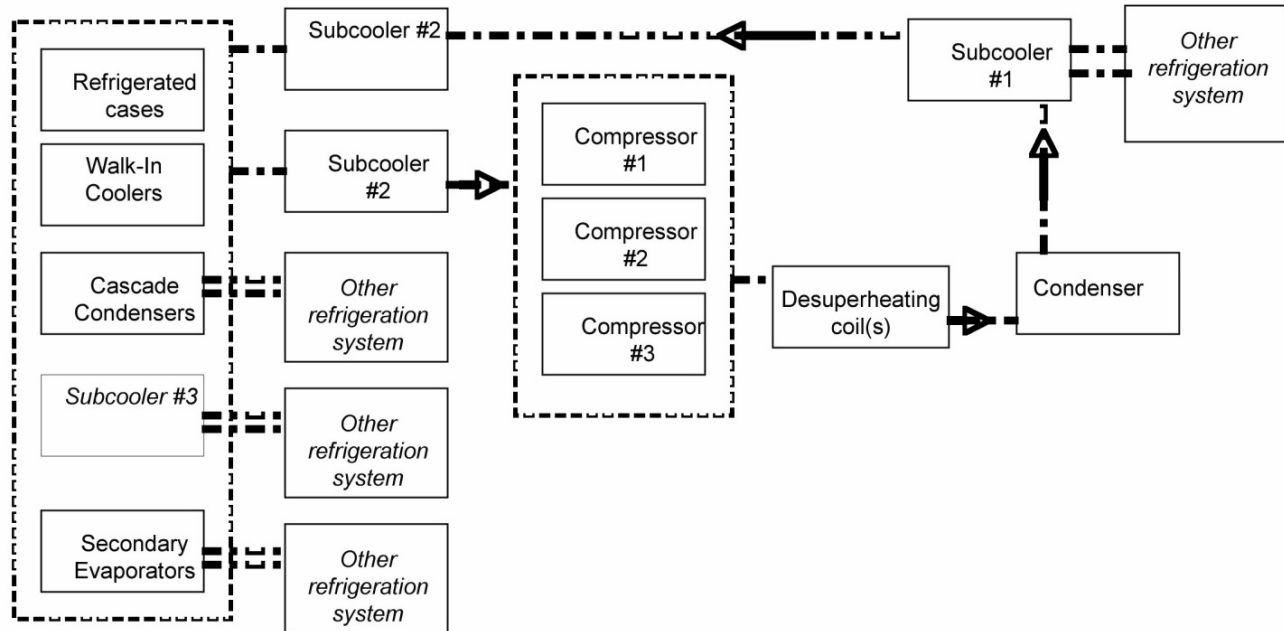 Subcooler #2
Subcooler
#1
Other
refrigeration
system
Refrigerated
cases
Walk-In
Coolers
Subcooler
#2
Compressor
#1
Compressor
#2
Compressor
#3
Cascade
Condensers
Other
refrigeration
system
Desuperheating
coil(s)
Condenser
Subcooler #3
Other
refrigeration
system
Secondary
Evaporators
Other
refrigeration
system